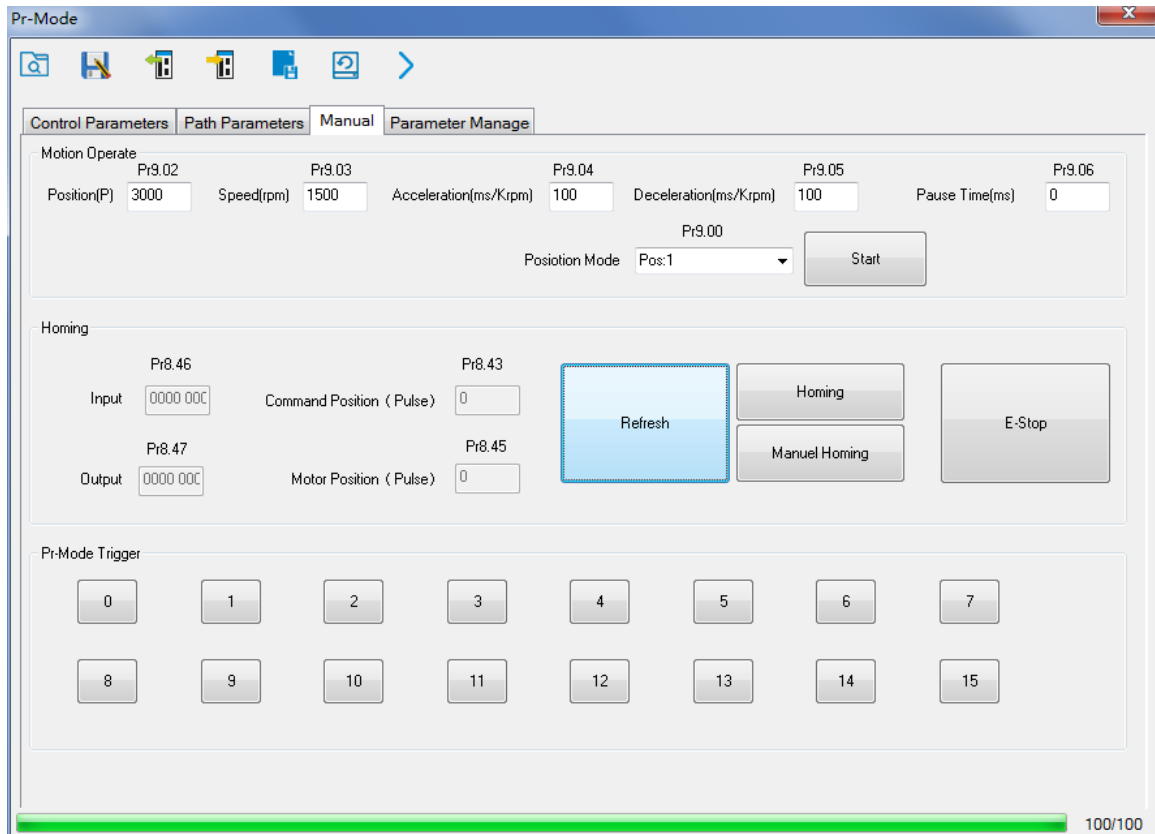 Pr-Mode
Control Parameters Path Parameters Manual Parameter Manage
Motion Operate
Pr9.02 Pr9.03 Pr9.04 Pr9.05 Pr9.06
Position(P) 3000 Speed(rpm) 1500 Acceleration(ms/Krpm) 100 Deceleration(ms/Krpm) 100 Pause Time(ms) 0
Pr9.00
Posiotion Mode Pos:1 Start
Homing
Pr8.46 Pr8.43
Input 0000 000 Command Position ( Pulse ) 0
Refresh Homing E-Stop
Pr8.47 Pr8.45
Manuel Homing
Output 0000 000 Motor Position ( Pulse ) 0
Pr-Mode Trigger
0 1 2 3 4 5 6 7
8 9 10 11 12 13 14 15
100/100